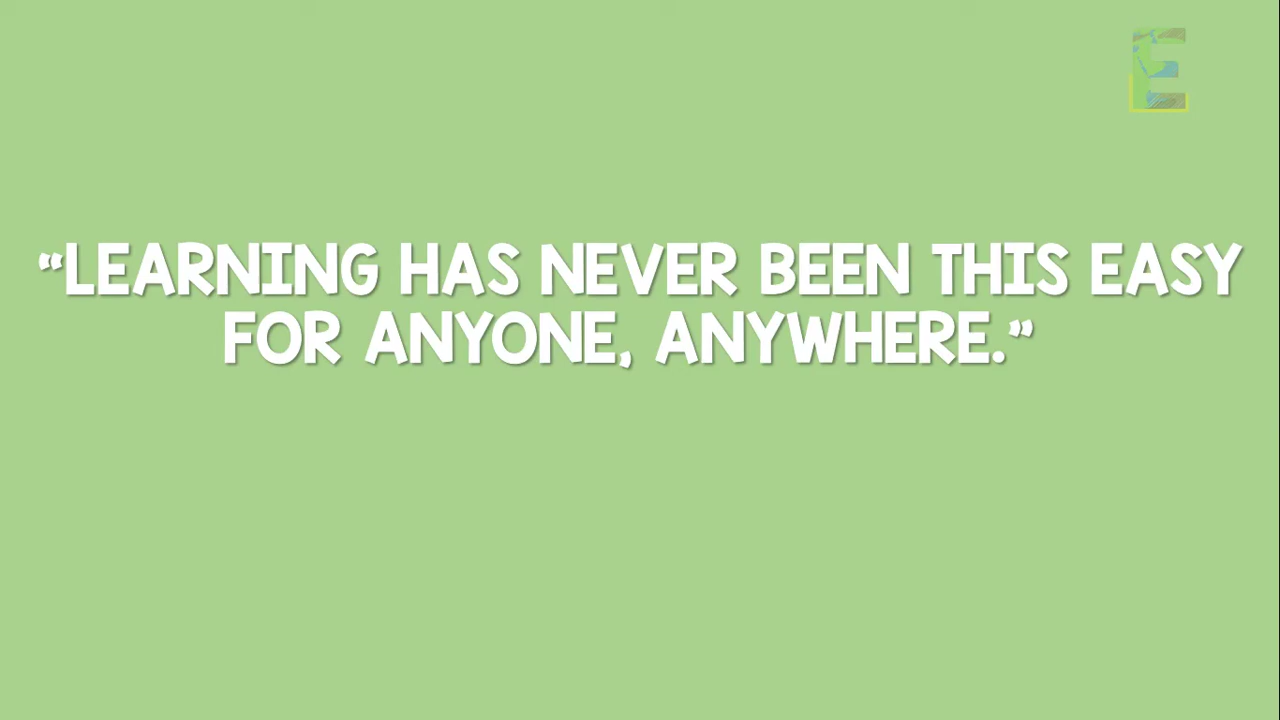 E
“LEARNING HAS NEVER BEEN THIS EASY
FOR ANYONE, ANYWHERE.”